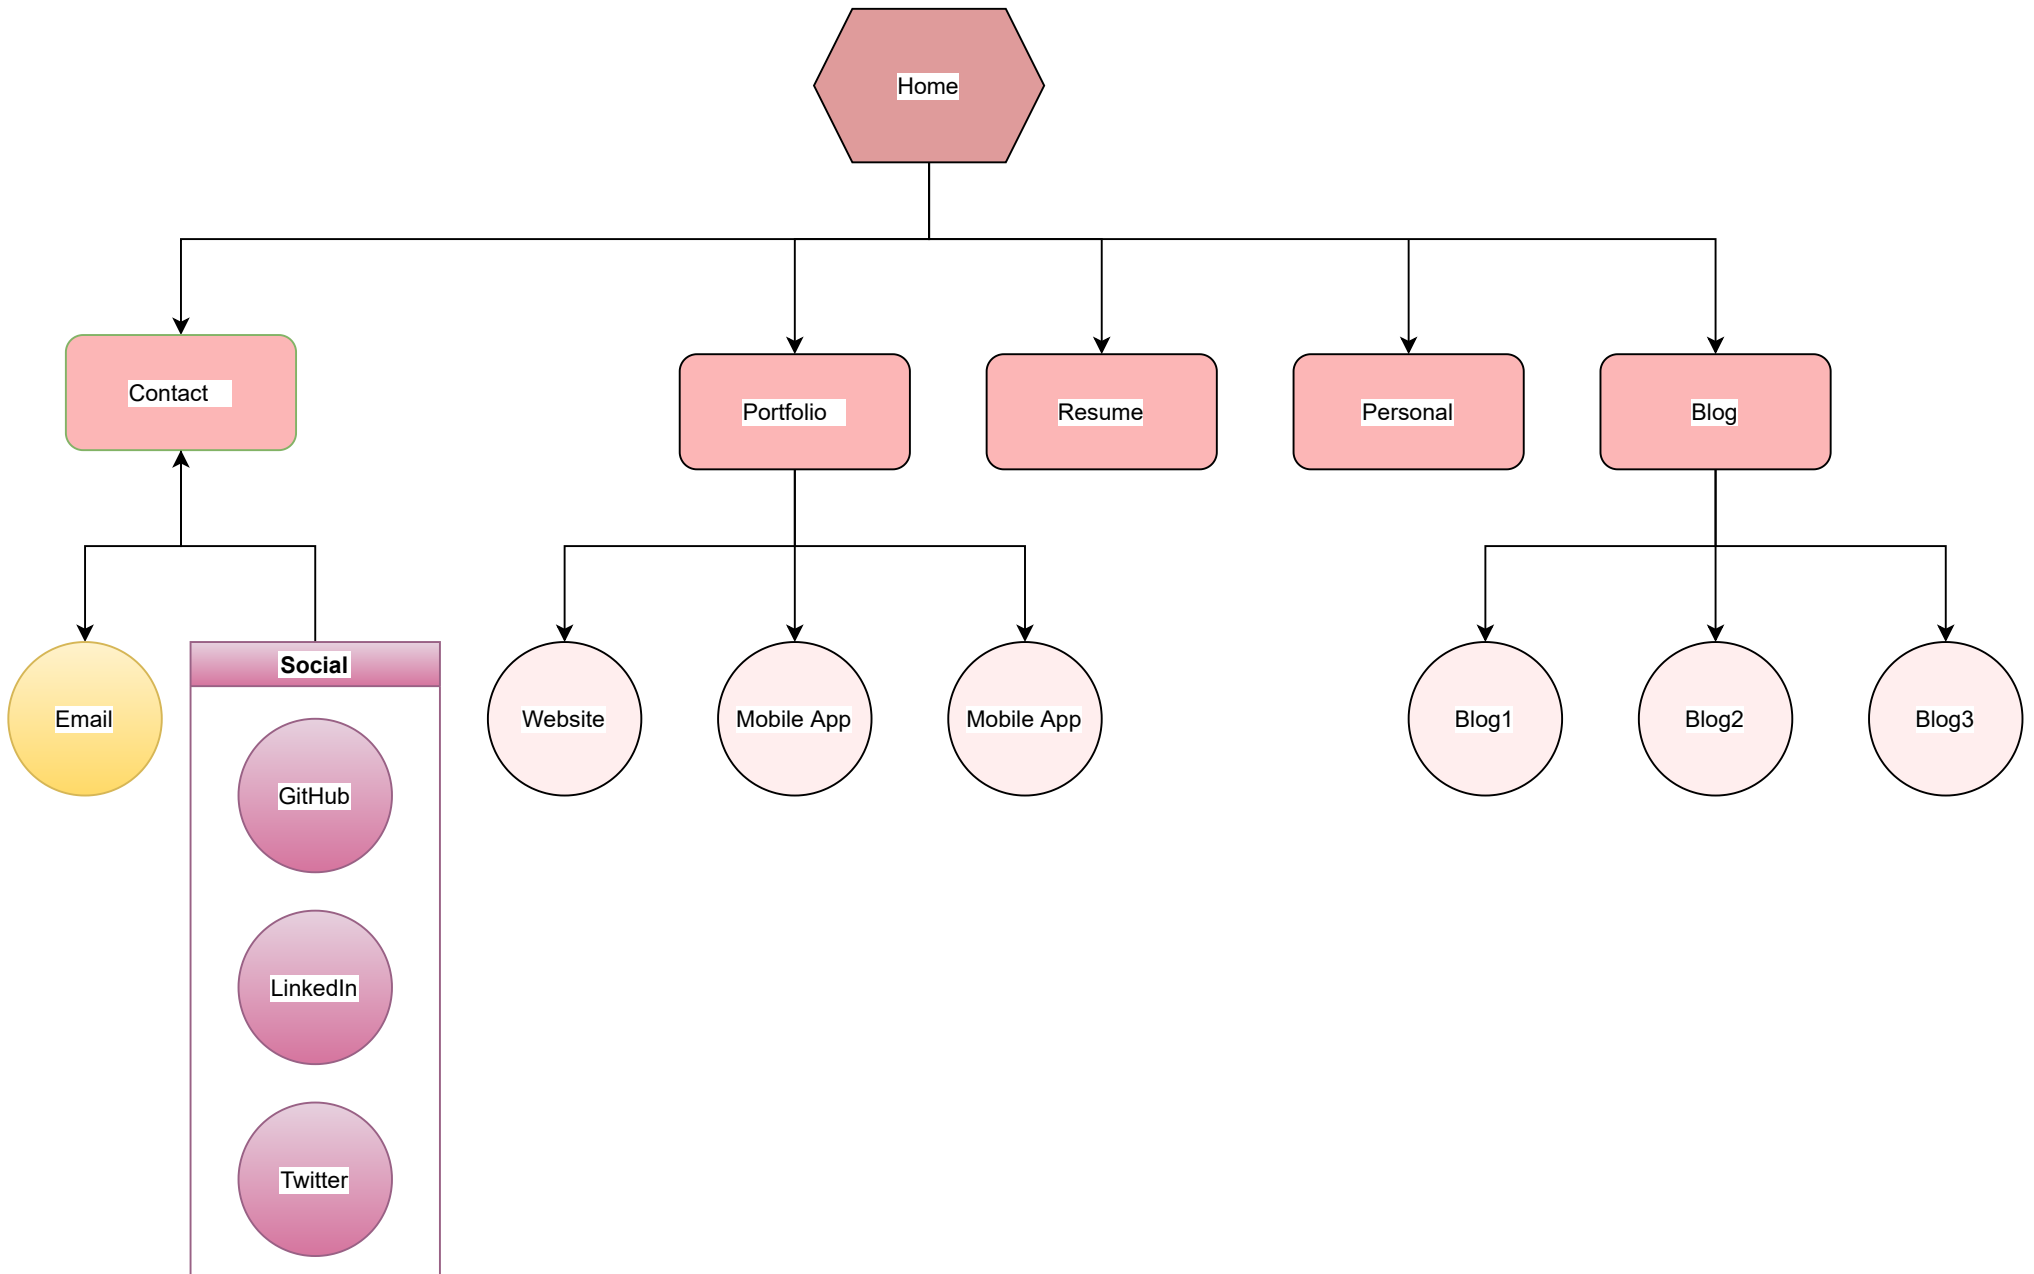 Home
Contact
Portfolio
Resume
Personal
Blog
Email
Social
GitHub
LinkedIn
Twitter
Website
Mobile App
Mobile App
Blog1
Blog2
Blog3